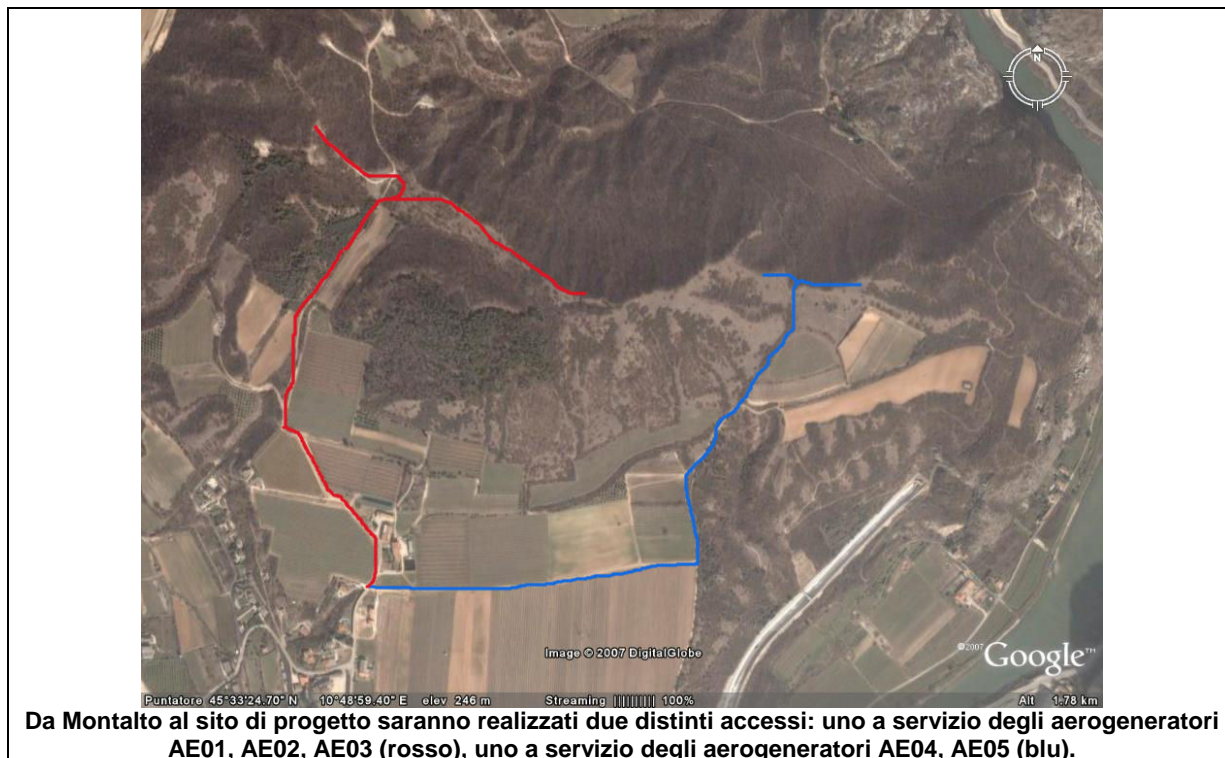 N
Image © 2007 DigitalGlobe
©2007 Google™
Puntatore 45°33'24.70" N 10°48'59.40" E elev 246 m Streaming |||||||||| 100% Alt 1.78 km
Da Montalto al sito di progetto saranno realizzati due distinti accessi: uno a servizio degli aerogeneratori
AE01, AE02, AE03 (rosso), uno a servizio degli aerogeneratori AE04, AE05 (blu).